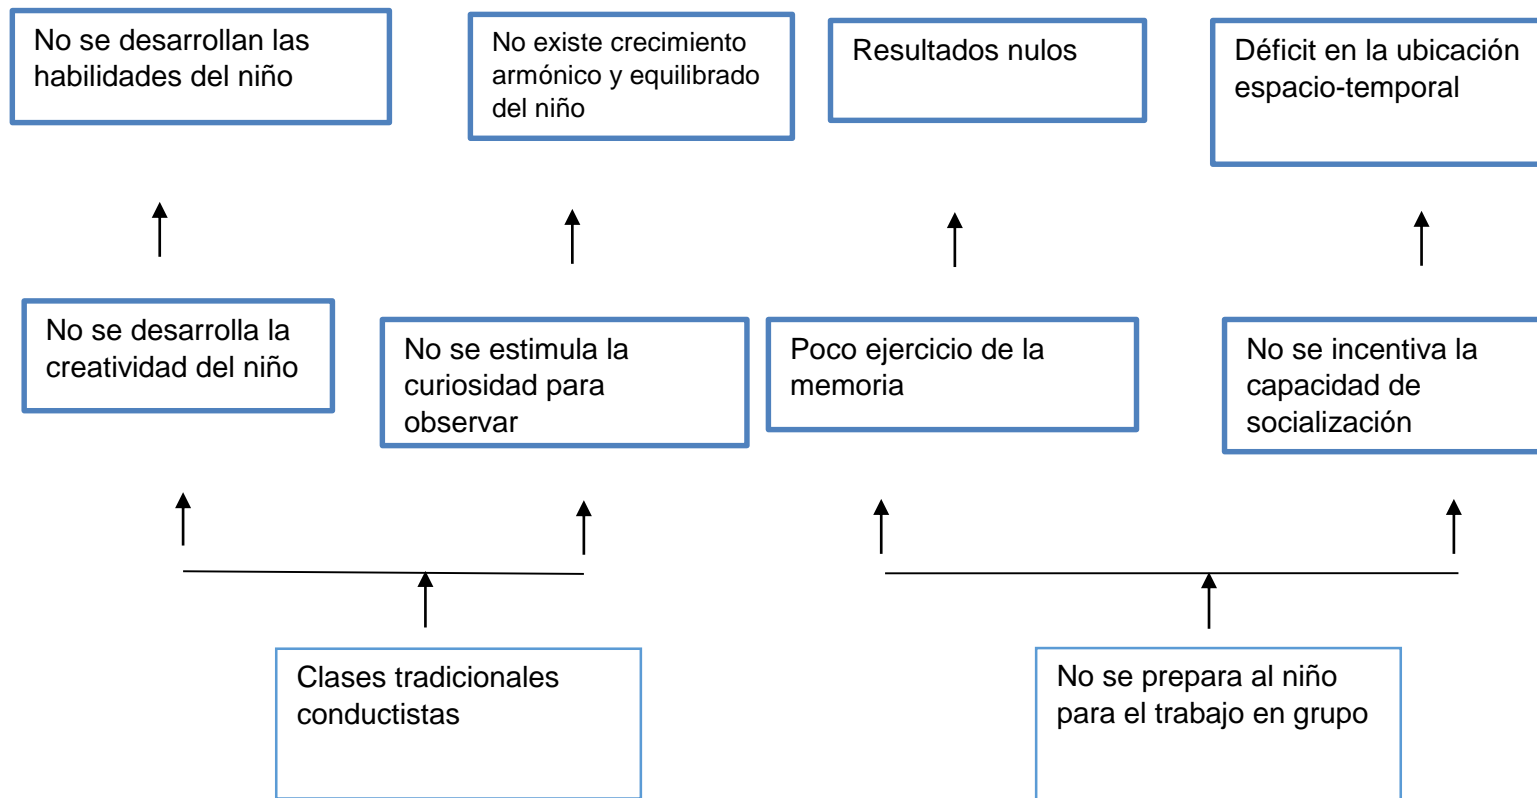 No se desarrollan las
habilidades del niño
No existe crecimiento
armónico y equilibrado
del niño
Resultados nulos
Déficit en la ubicación
espacio-temporal
No se desarrolla la
creatividad del niño
No se estimula la
curiosidad para
observar
Poco ejercicio de la
memoria
No se incentiva la
capacidad de
socialización
Clases tradicionales
conductistas
No se prepara al niño
para el trabajo en grupo